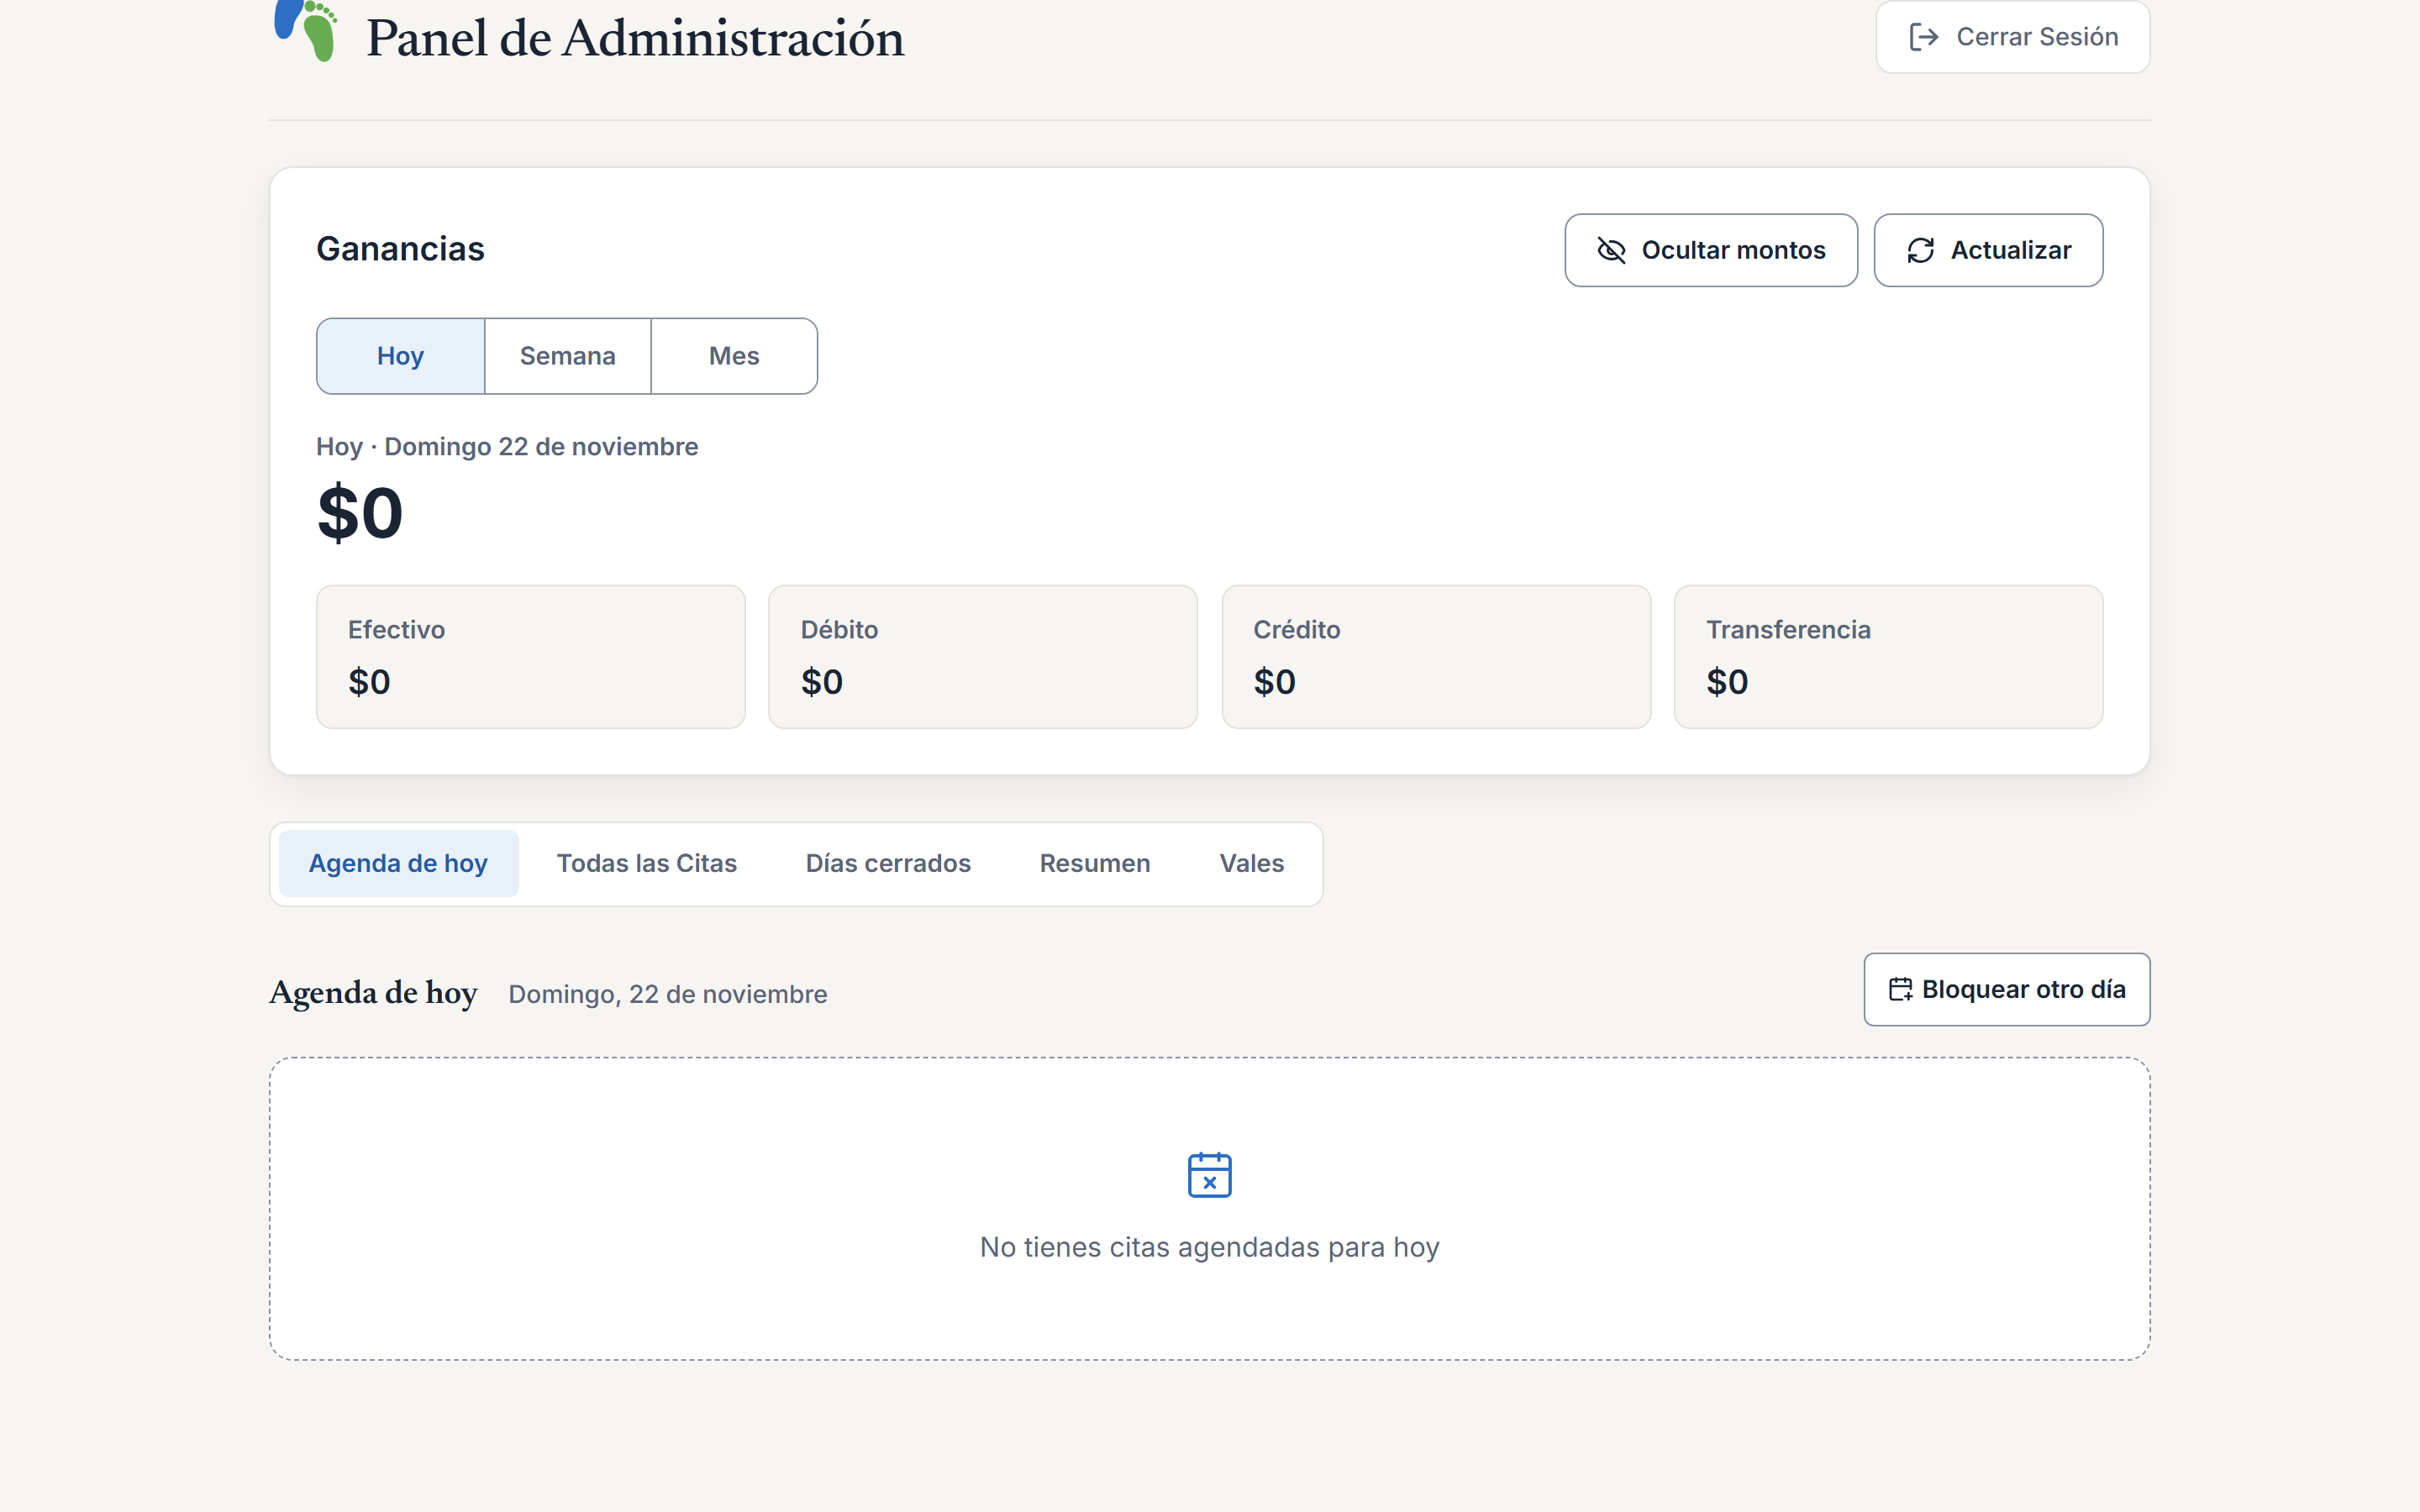 Panel de Administración
Cerrar Sesión
Ganancias
Ocultar montos
Actualizar
Hoy
Semana
Mes
Hoy · Domingo 22 de noviembre
$0
Efectivo
$0
Débito
$0
Crédito
$0
Transferencia
$0
Agenda de hoy
Todas las Citas
Días cerrados
Resumen
Vales
Agenda de hoy
Domingo, 22 de noviembre
Bloquear otro día
No tienes citas agendadas para hoy